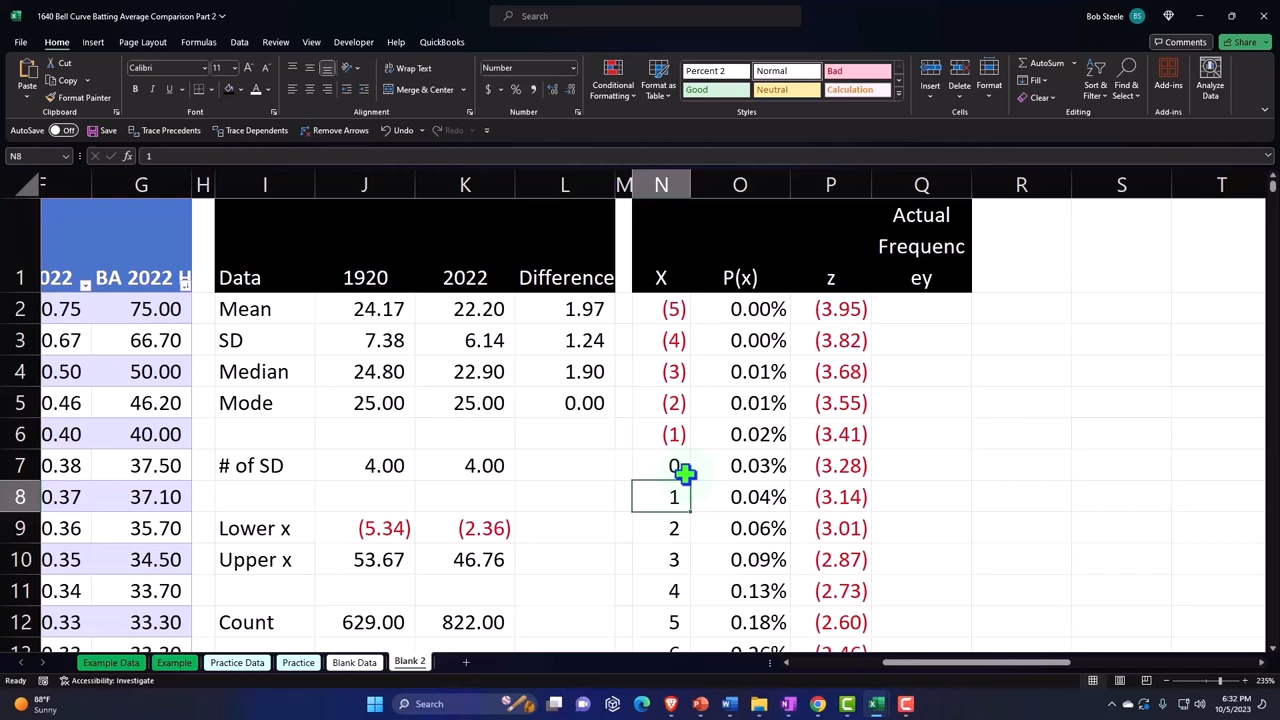 1640 Bell Curve Batting Average Comparison Part 2
Search
Bob Steele BS
File Home Insert Page Layout Formulas Data Review View Developer Help QuickBooks Comments Share
Paste Cut Copy Format Painter Clipboard
Calibri 11 Font
Wrap Text Merge & Center Alignment
Number Number
Conditional Formatting Format as Table
Percent 2 Normal Bad
Good Neutral Calculation
Styles
Insert Delete Format Cells
AutoSum Fill Clear Sort & Filter Find & Select Editing
Add-ins Add-ins
Analyze Data
AutoSave Off Save Trace Precedents Trace Dependents Remove Arrows Undo Redo
N8 fx 1
F G H I J K L M N O P Q R S T
1 022 BA 2022 H Data 1920 2022 Difference X P(x) z Actual Frequenc ey
2 0.75 75.00 Mean 24.17 22.20 1.97 (5) 0.00% (3.95)
3 0.67 66.70 SD 7.38 6.14 1.24 (4) 0.00% (3.82)
4 0.50 50.00 Median 24.80 22.90 1.90 (3) 0.01% (3.68)
5 0.46 46.20 Mode 25.00 25.00 0.00 (2) 0.01% (3.55)
6 0.40 40.00 (1) 0.02% (3.41)
7 0.38 37.50 # of SD 4.00 4.00 0 0.03% (3.28)
8 0.37 37.10 1 0.04% (3.14)
9 0.36 35.70 Lower x (5.34) (2.36) 2 0.06% (3.01)
10 0.35 34.50 Upper x 53.67 46.76 3 0.09% (2.87)
11 0.34 33.70 4 0.13% (2.73)
12 0.33 33.30 Count 629.00 822.00 5 0.18% (2.60)
Example Data Example Practice Data Practice Blank Data Blank 2
Ready Accessibility: Investigate 235%
88°F
Sunny
Search
6:32 PM
10/5/2023